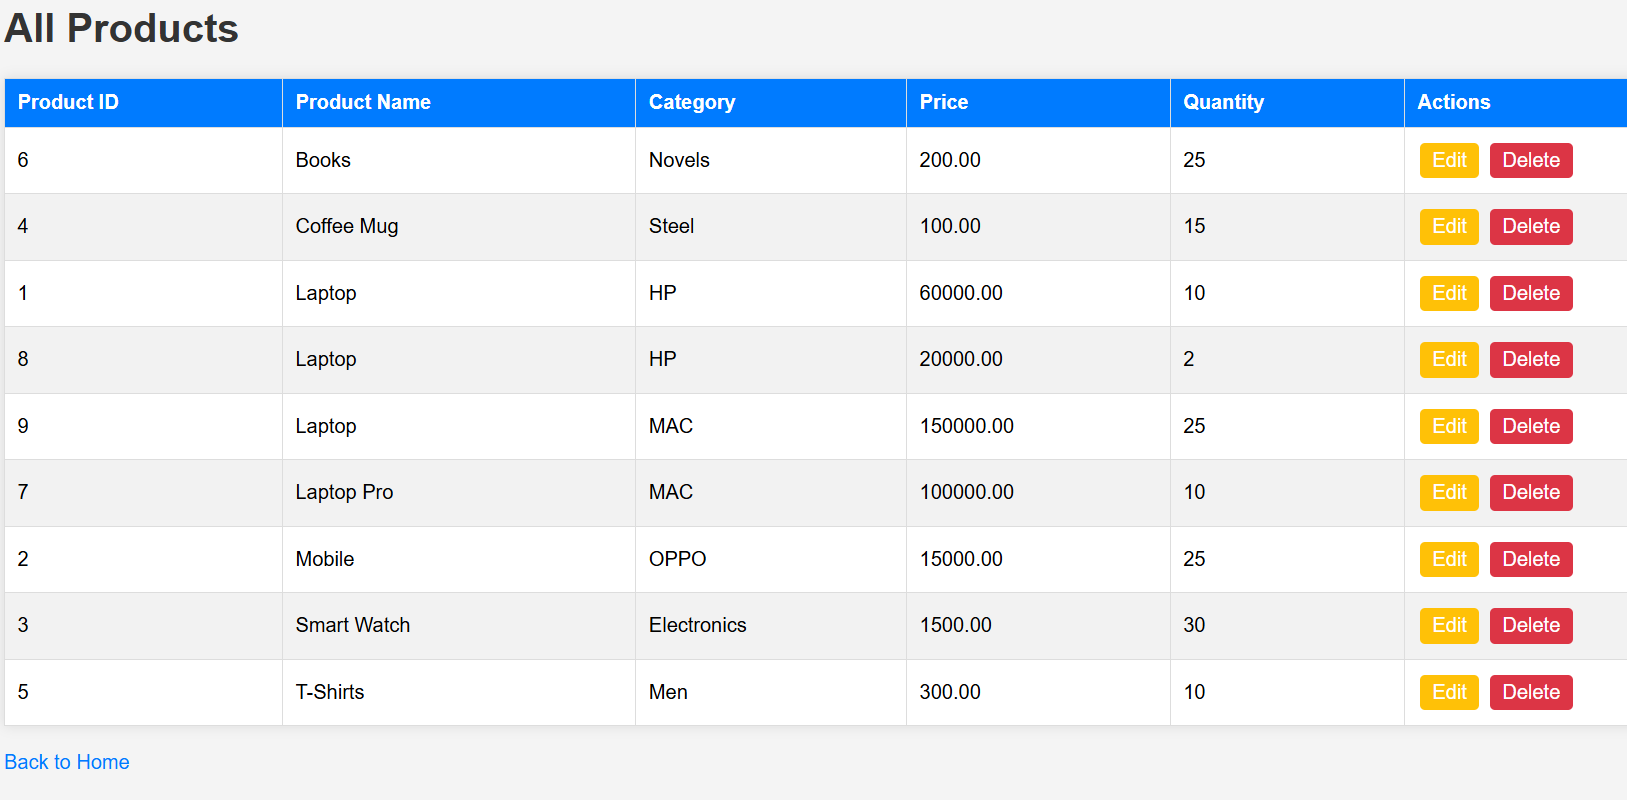 All Products
Product ID Product Name Category Price Quantity Actions
6 Books Novels 200.00 25 Edit Delete
4 Coffee Mug Steel 100.00 15 Edit Delete
1 Laptop HP 60000.00 10 Edit Delete
8 Laptop HP 20000.00 2 Edit Delete
9 Laptop MAC 150000.00 25 Edit Delete
7 Laptop Pro MAC 100000.00 10 Edit Delete
2 Mobile OPPO 15000.00 25 Edit Delete
3 Smart Watch Electronics 1500.00 30 Edit Delete
5 T-Shirts Men 300.00 10 Edit Delete
Back to Home